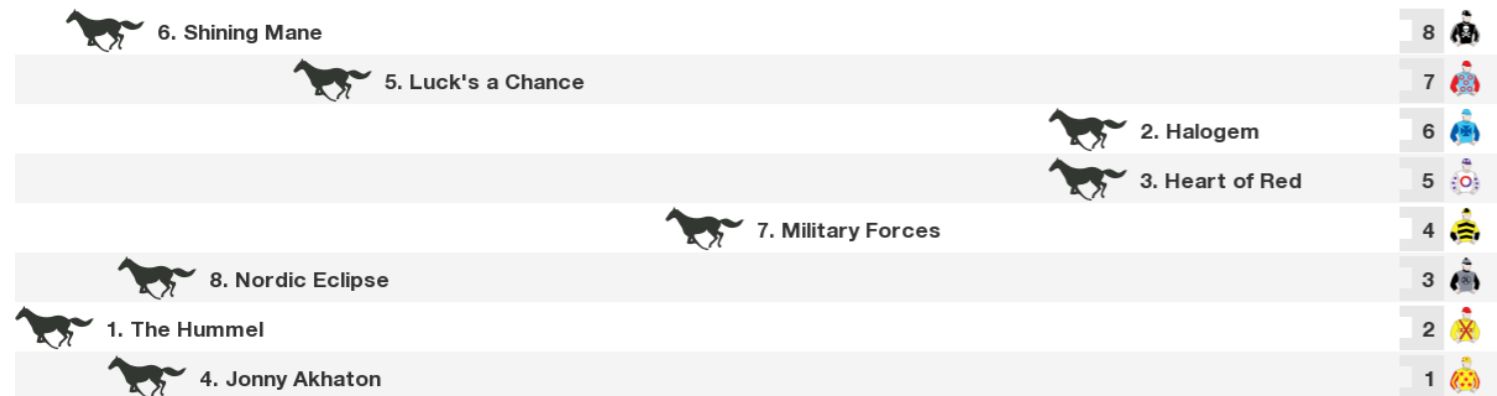 6. Shining Mane 8
5. Luck's a Chance 7
2. Halogem 6
3. Heart of Red 5
7. Military Forces 4
8. Nordic Eclipse 3
1. The Hummel 2
4. Jonny Akhaton 1